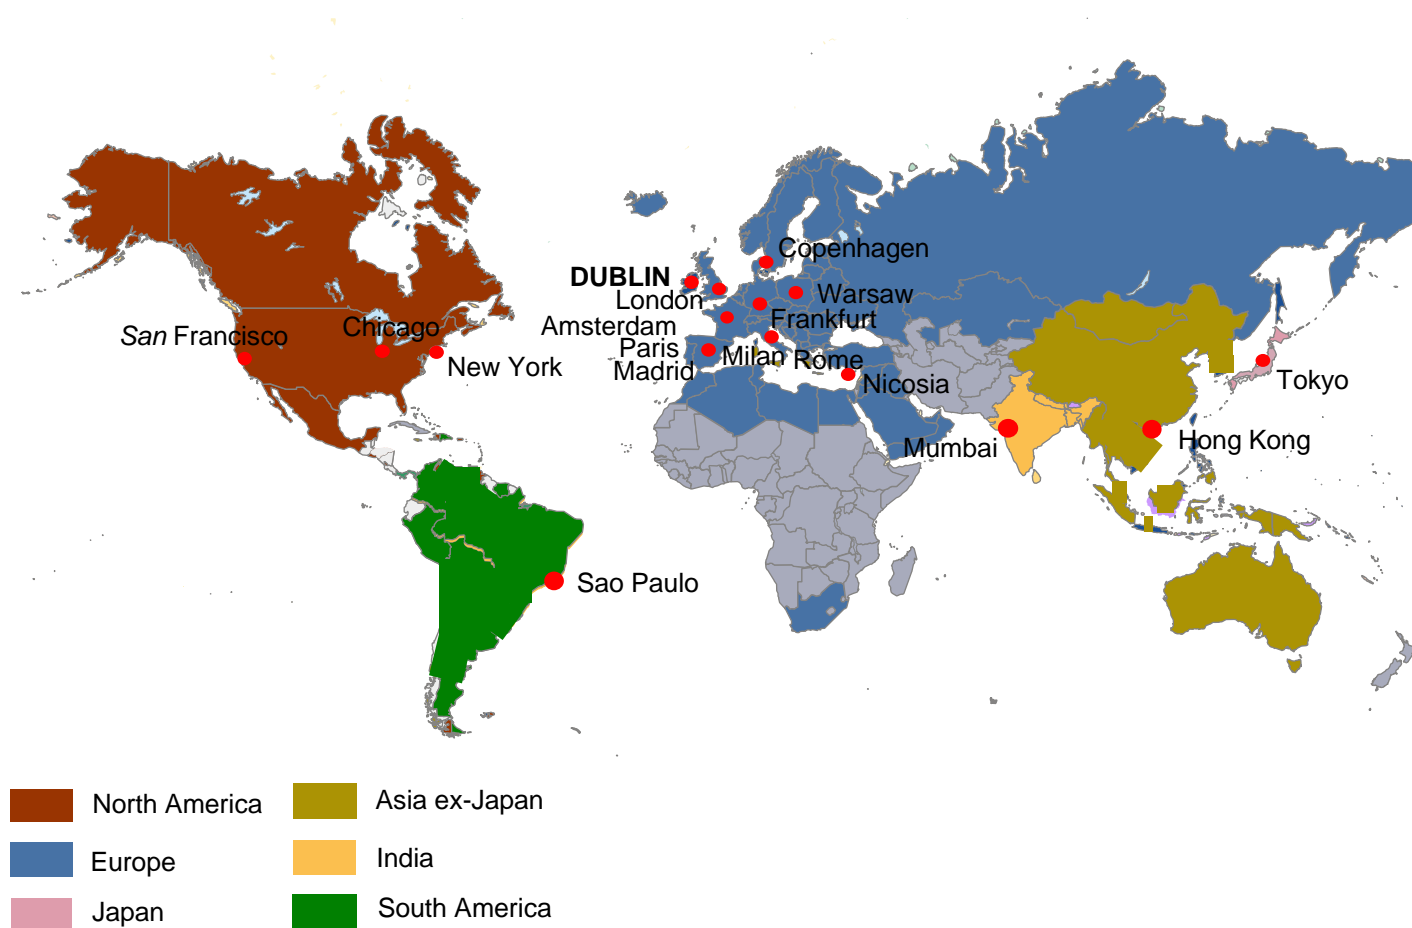 Copenhagen
DUBLIN
London
Warsaw
Amsterdam
Frankfurt
San Francisco
Chicago
New York
Paris
Milan
Rome
Madrid
Nicosia
Tokyo
Mumbai
Hong Kong
Sao Paulo
North America
Asia ex-Japan
Europe
India
Japan
South America